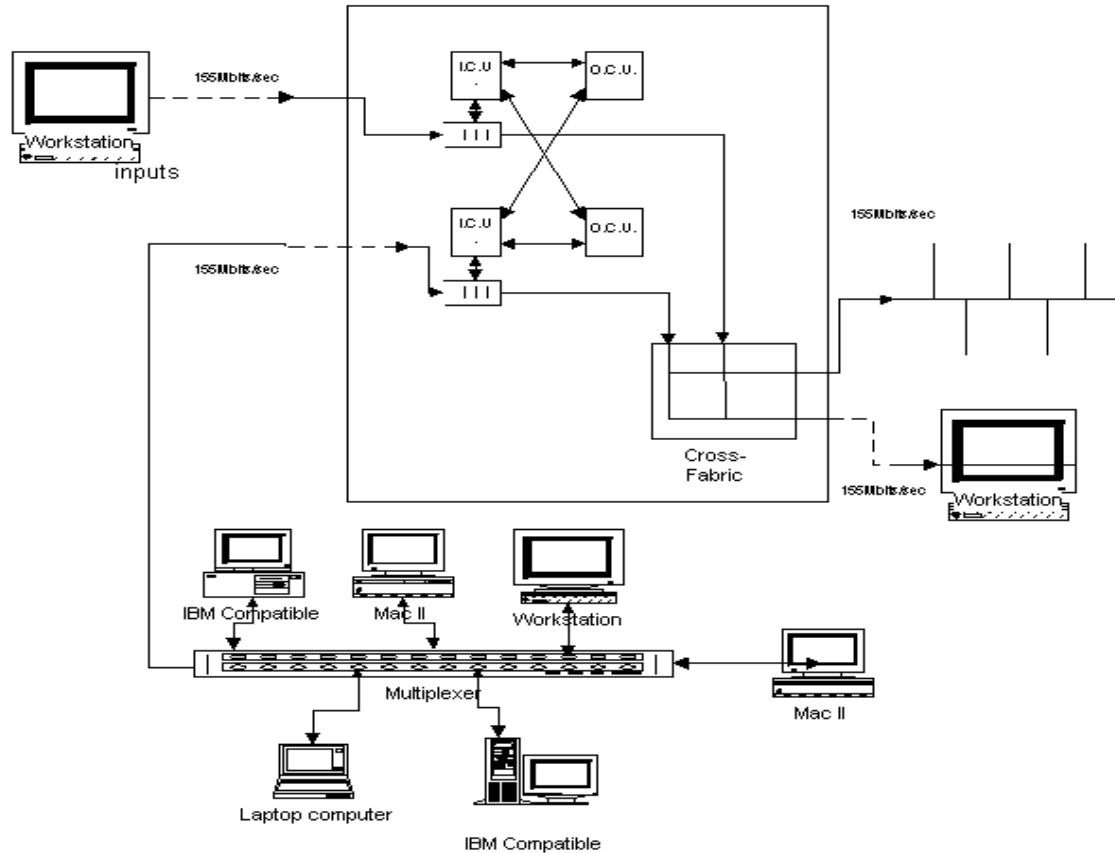 155Mbits/sec
I.C.U
.
O.C.U.
Workstation
inputs
I.C.U
.
O.C.U.
155Mbits/sec
155Mbits/sec
Cross-
Fabric
155Mbits/sec
Workstation
IBM Compatible
Mac II
Workstation
Multiplexer
Mac II
Laptop computer
IBM Compatible